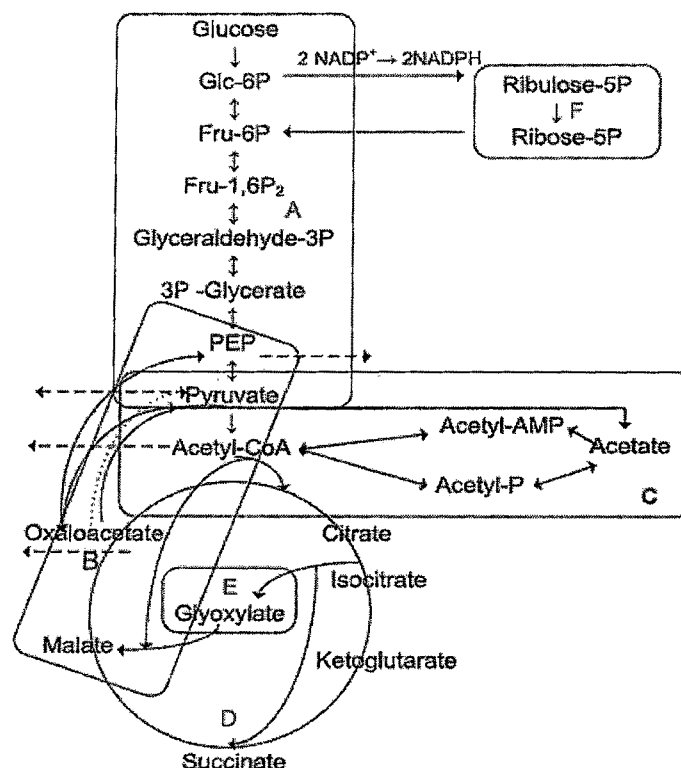 Glucose
2 NADP⁺ → 2NADPH
Glc-6P
Ribulose-5P
↓ F
Ribose-5P
Fru-6P
Fru-1,6P₂
A
Glyceraldehyde-3P
3P -Glycerate
PEP
Pyruvate
Acetyl-CoA
Acetyl-AMP
Acetate
Acetyl-P
C
Oxaloacetate
B
Citrate
Isocitrate
E
Glyoxylate
Malate
Ketoglutarate
D
Succinate